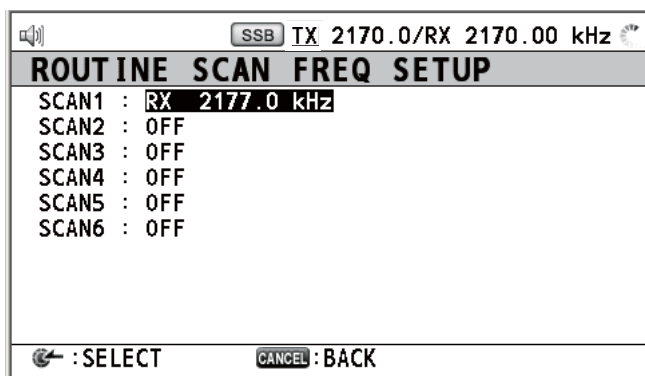 SSB TX 2170.0/RX 2170.00 kHz
ROUTINE SCAN FREQ SETUP
SCAN1 : RX 2177.0 kHz
SCAN2 : OFF
SCAN3 : OFF
SCAN4 : OFF
SCAN5 : OFF
SCAN6 : OFF
: SELECT CANCEL : BACK